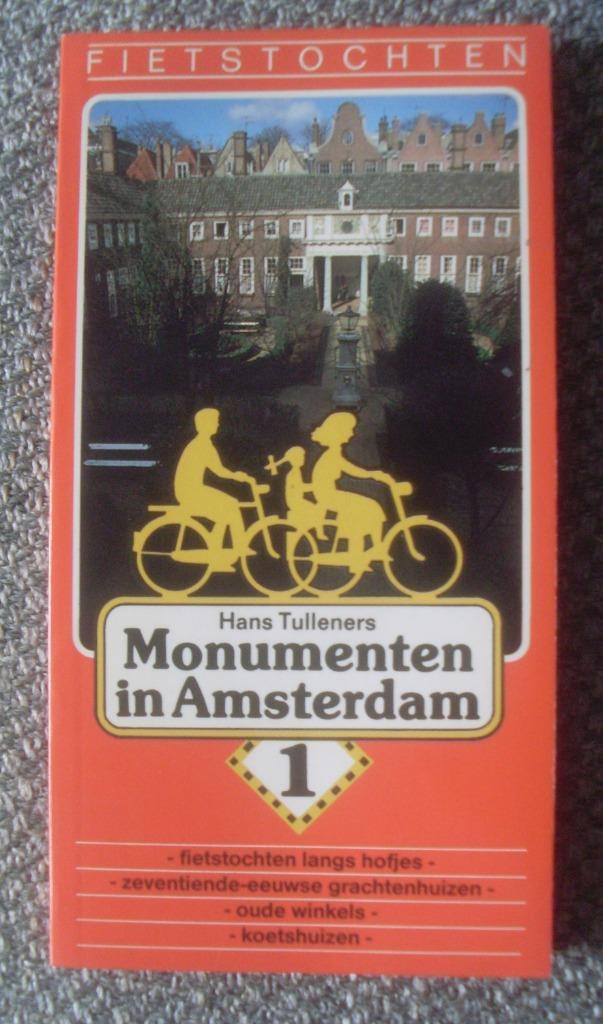 FIETSTOCHTEN
Hans Tulleners
Monumenten
in Amsterdam
1
- fietstochten langs hofjes -
- zeventiende-eeuwse grachtenhuizen -
- oude winkels -
- koetshuizen -